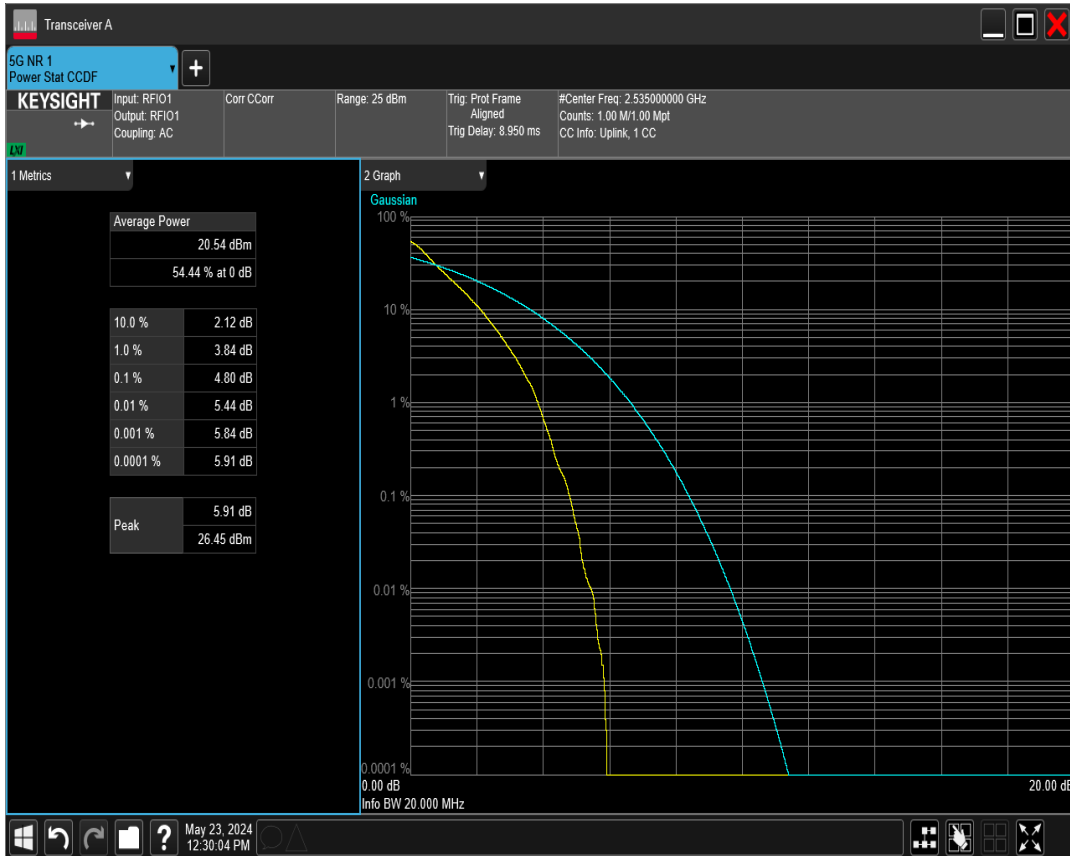 Transceiver A
5G NR 1
Power Stat CCDF
KEYSIGHT
LXI
Input: RFIO1
Output: RFIO1
Coupling: AC
Corr CCorr
Range: 25 dBm
Trig: Prot Frame
Aligned
Trig Delay: 8.950 ms
#Center Freq: 2.535000000 GHz
Counts: 1.00 M/1.00 Mpt
CC Info: Uplink, 1 CC
1 Metrics
Average Power
20.54 dBm
54.44 % at 0 dB
10.0 % 2.12 dB
1.0 % 3.84 dB
0.1 % 4.80 dB
0.01 % 5.44 dB
0.001 % 5.84 dB
0.0001 % 5.91 dB
Peak
5.91 dB
26.45 dBm
2 Graph
Gaussian
100 %
10 %
1 %
0.1 %
0.01 %
0.001 %
0.0001 %
0.00 dB 20.00 dB
Info BW 20.000 MHz
?
May 23, 2024
12:30:04 PM